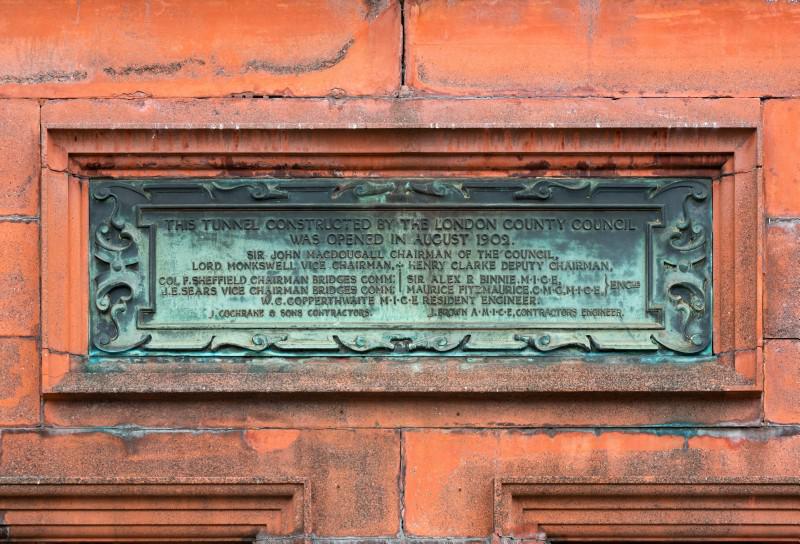 THIS TUNNEL CONSTRUCTED BY THE LONDON COUNTY COUNCIL
WAS OPENED IN AUGUST 1902.
SIR JOHN MACDOUGALL CHAIRMAN OF THE COUNCIL,
LORD MONKSWELL VICE CHAIRMAN, HENRY CLARKE DEPUTY CHAIRMAN,
COL F. SHEFFIELD CHAIRMAN BRIDGES COMM. SIR ALEX R BINNIE, M·I·C·E,
J.E. SEARS VICE CHAIRMAN BRIDGES COMM MAURICE FITZMAURICE, C·M·G, M·I·C·E, } ENGRS
W. C. COPPERTHWAITE M·I·C·E RESIDENT ENGINEER.
J. COCHRANE & SONS CONTRACTORS. J. BROWN A·M·I·C·E, CONTRACTORS ENGINEER.